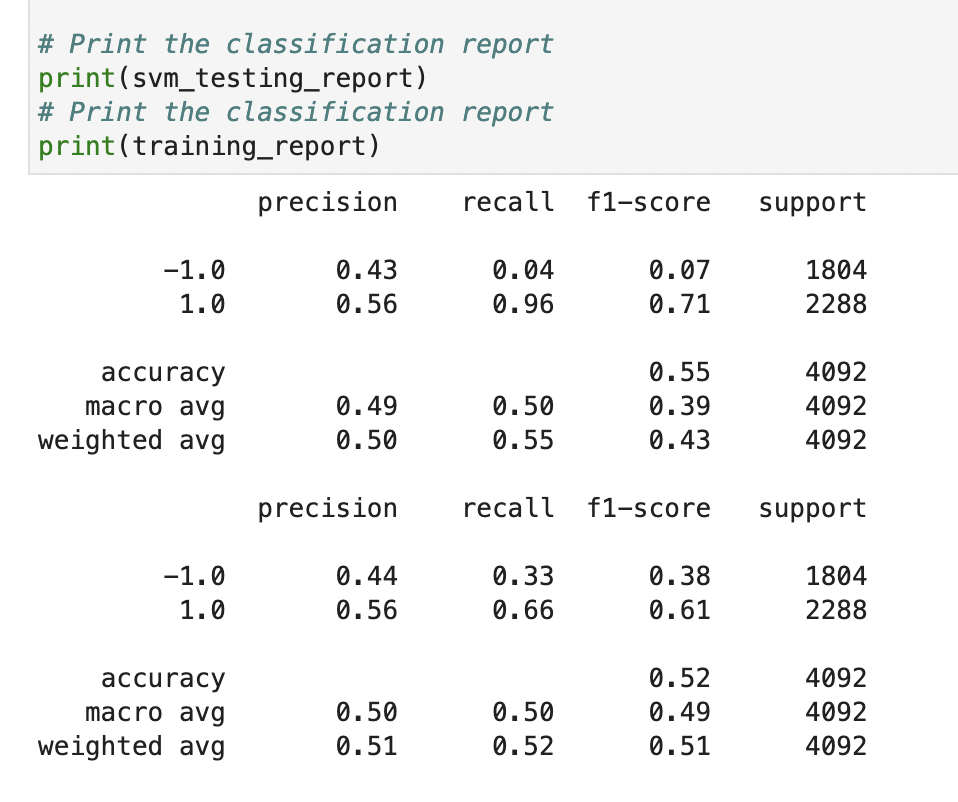 # Print the classification report
print(svm_testing_report)
# Print the classification report
print(training_report)
precision recall f1-score support
-1.0 0.43 0.04 0.07 1804
1.0 0.56 0.96 0.71 2288
accuracy 0.55 4092
macro avg 0.49 0.50 0.39 4092
weighted avg 0.50 0.55 0.43 4092
precision recall f1-score support
-1.0 0.44 0.33 0.38 1804
1.0 0.56 0.66 0.61 2288
accuracy 0.52 4092
macro avg 0.50 0.50 0.49 4092
weighted avg 0.51 0.52 0.51 4092